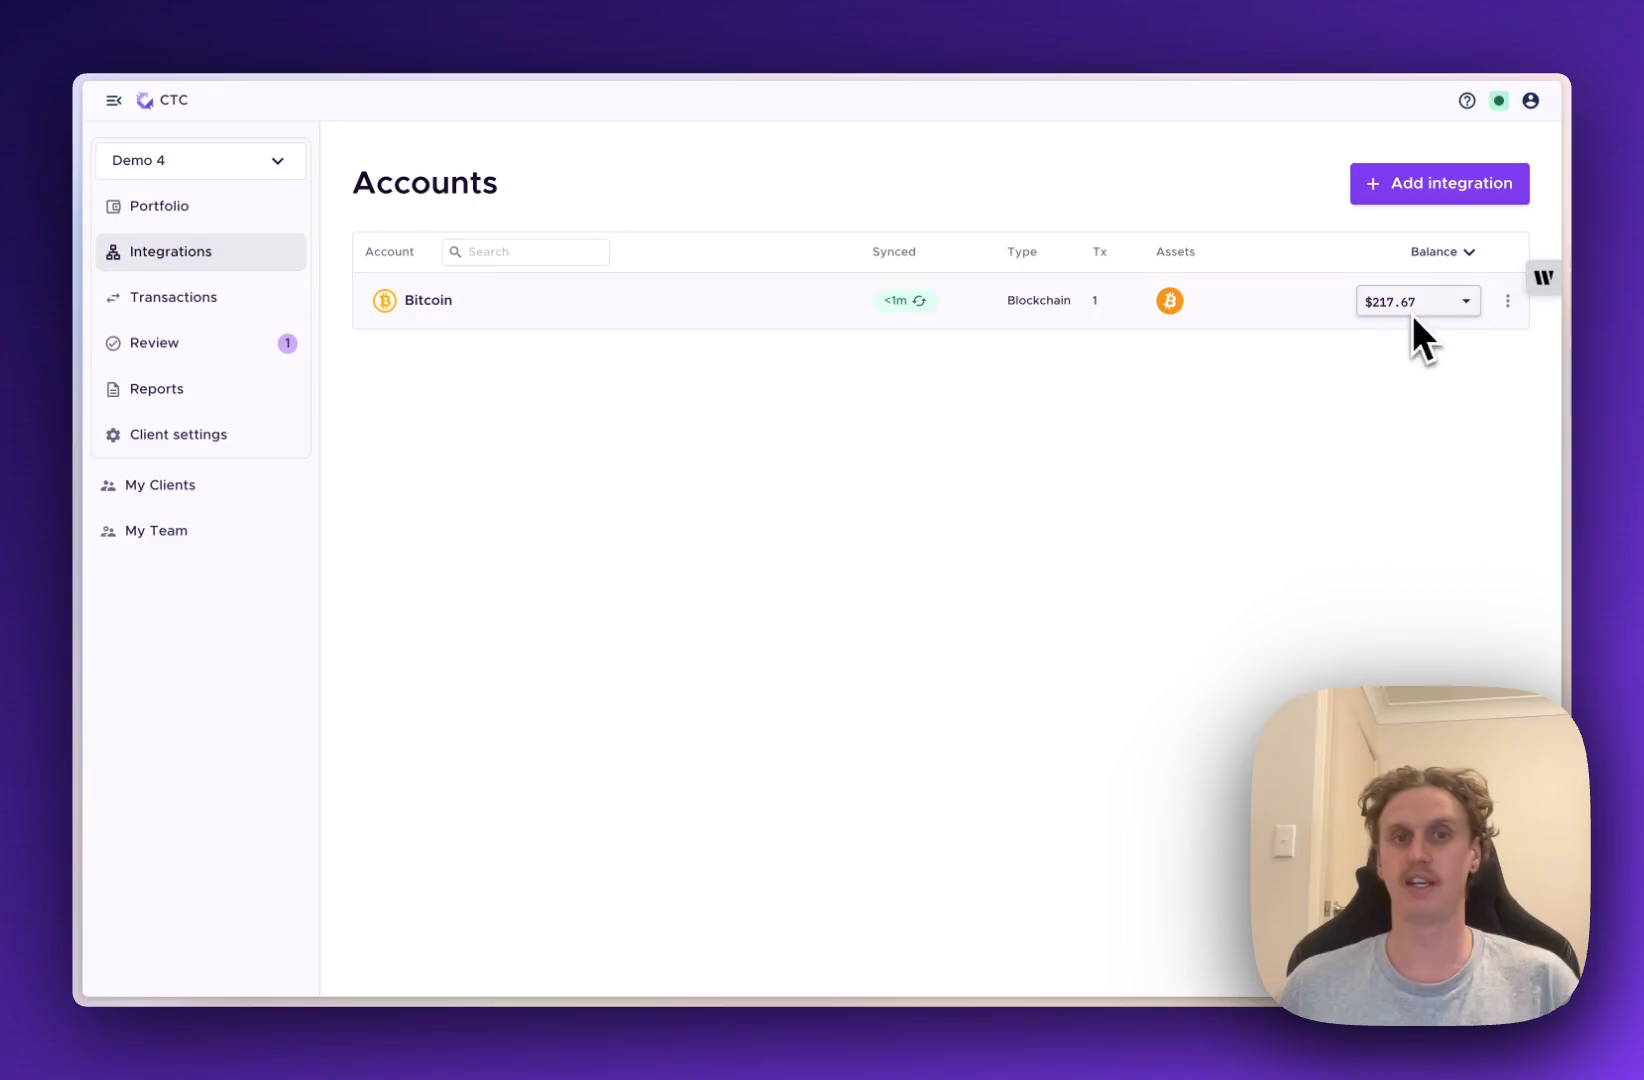 CTC
Demo 4
Portfolio
Integrations
Transactions
Review 1
Reports
Client settings
My Clients
My Team
Accounts
+ Add integration
Account Search Synced Type Tx Assets Balance
Bitcoin <1m Blockchain 1 $217.67